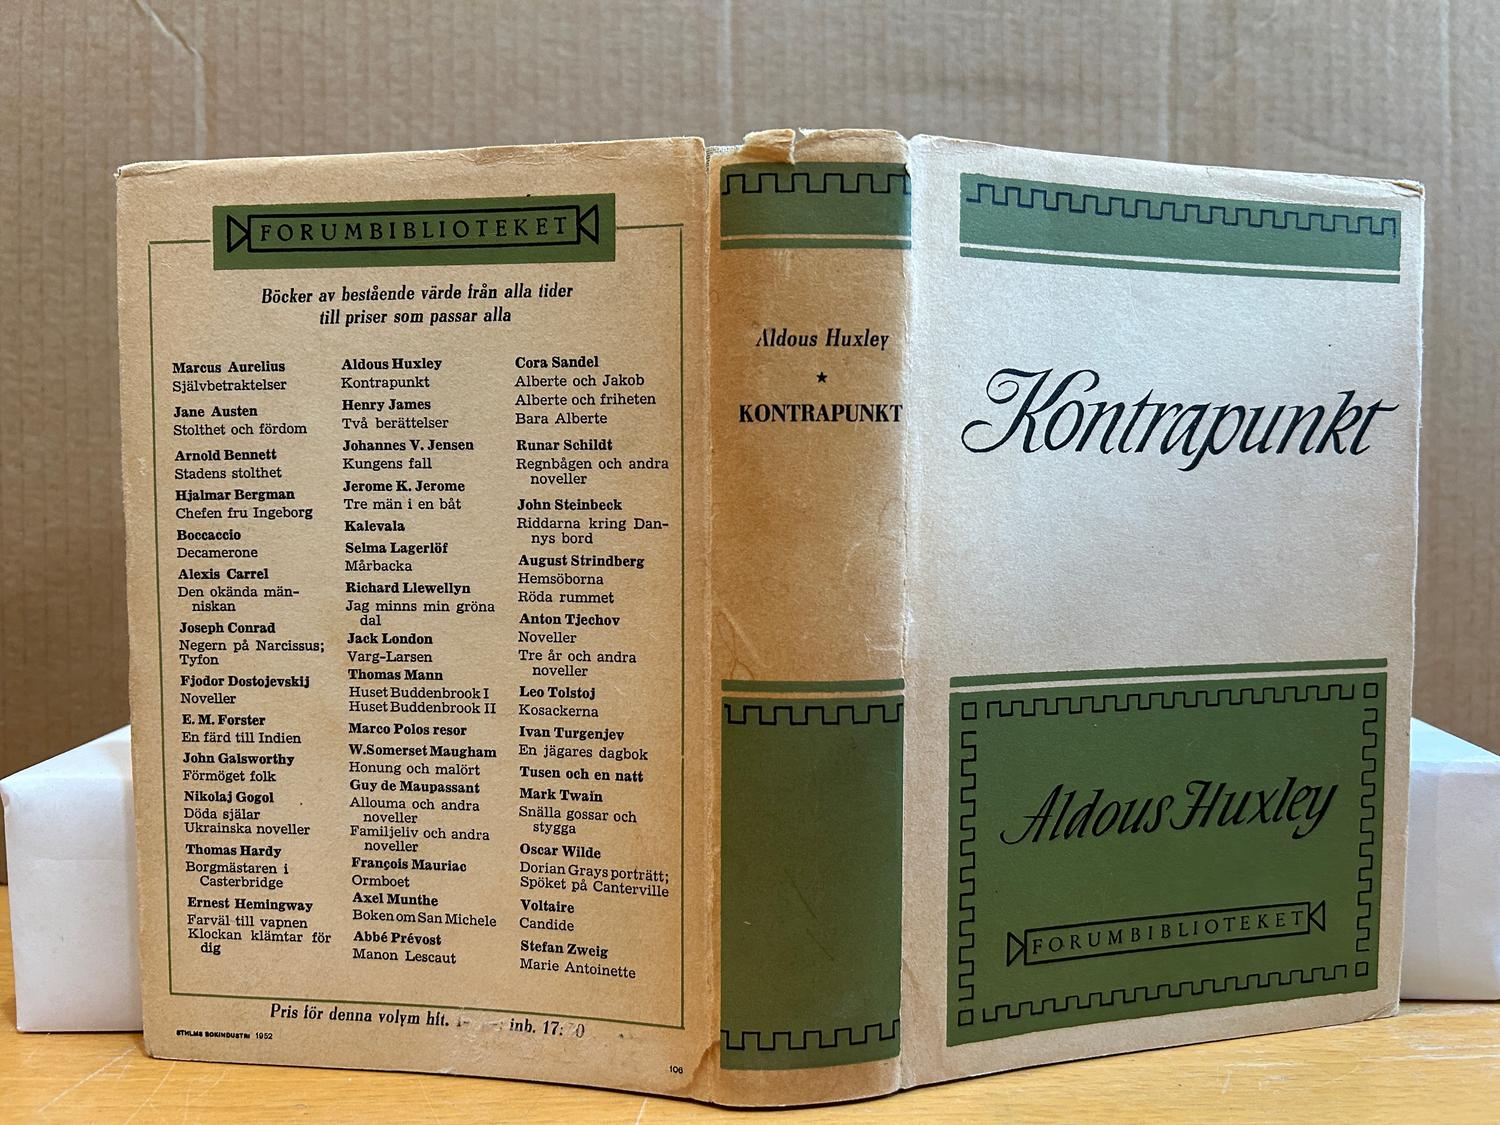 FORUMBIBLIOTEKET
Böcker av bestående värde från alla tider
till priser som passar alla
Marcus Aurelius
Självbetraktelser
Jane Austen
Stolthet och fördom
Arnold Bennett
Stadens stolthet
Hjalmar Bergman
Chefen fru Ingeborg
Boccaccio
Decamerone
Alexis Carrel
Den okända män-
niskan
Joseph Conrad
Negern på Narcissus;
Tyfon
Fjodor Dostojevskij
Noveller
E. M. Forster
En färd till Indien
John Galsworthy
Förmöget folk
Nikolaj Gogol
Döda själar
Ukrainska noveller
Thomas Hardy
Borgmästaren i
Casterbridge
Ernest Hemingway
Farväl till vapnen
Klockan klämtar för
dig
Aldous Huxley
Kontrapunkt
Henry James
Två berättelser
Johannes V. Jensen
Kungens fall
Jerome K. Jerome
Tre män i en båt
Kalevala
Selma Lagerlöf
Mårbacka
Richard Llewellyn
Jag minns min gröna
dal
Jack London
Varg-Larsen
Thomas Mann
Huset Buddenbrook I
Huset Buddenbrook II
Marco Polos resor
W. Somerset Maugham
Honung och malört
Guy de Maupassant
Allouma och andra
noveller
Familjeliv och andra
noveller
François Mauriac
Ormboet
Axel Munthe
Boken om San Michele
Abbé Prévost
Manon Lescaut
Cora Sandel
Alberte och Jakob
Alberte och friheten
Bara Alberte
Runar Schildt
Regnbågen och andra
noveller
John Steinbeck
Riddarna kring Dan-
nys bord
August Strindberg
Hemsöborna
Röda rummet
Anton Tjechov
Noveller
Tre år och andra
noveller
Leo Tolstoj
Kosackerna
Ivan Turgenjev
En jägares dagbok
Tusen och en natt
Mark Twain
Snälla gossar och
stygga
Oscar Wilde
Dorian Grays porträtt;
Spöket på Canterville
Voltaire
Candide
Stefan Zweig
Marie Antoinette
Pris för denna volym hft. inb.
STHLMS BOKINDUSTRI 1952
106
Aldous Huxley
★
KONTRAPUNKT
Kontrapunkt
Aldous Huxley
FORUMBIBLIOTEKET